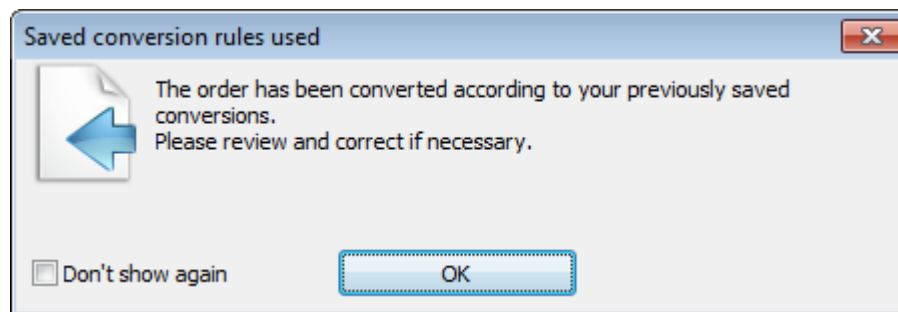 Saved conversion rules used
The order has been converted according to your previously saved
conversions.
Please review and correct if necessary.
Don't show again
OK